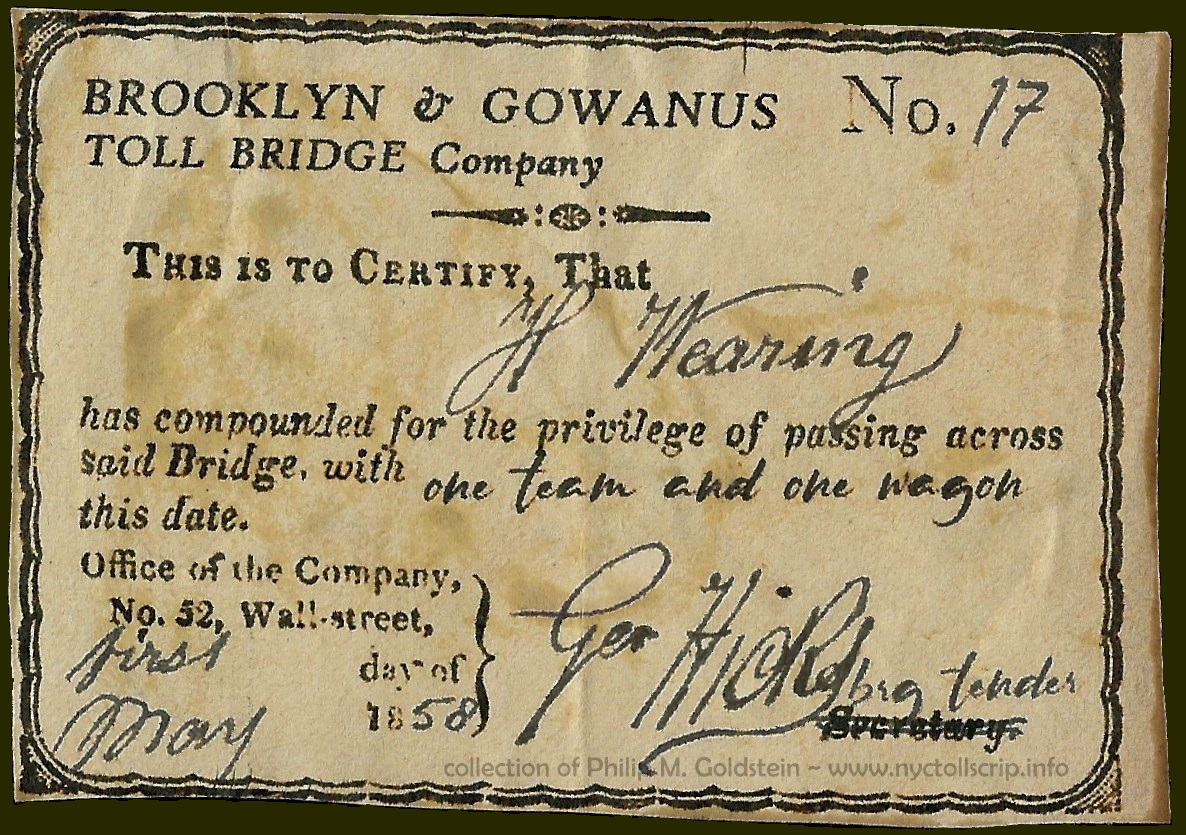 BROOKLYN & GOWANUS No. 17
TOLL BRIDGE Company
THIS IS TO CERTIFY, That
H Wearing
has compounded for the privilege of passing across
said Bridge, with one team and one wagon
this date.
Office of the Company,
No. 52, Wall-street,
first day of
May 1858
Geo Hicks brg tender
Secretary.
collection of Philip M. Goldstein ~ www.nyctollscrip.info